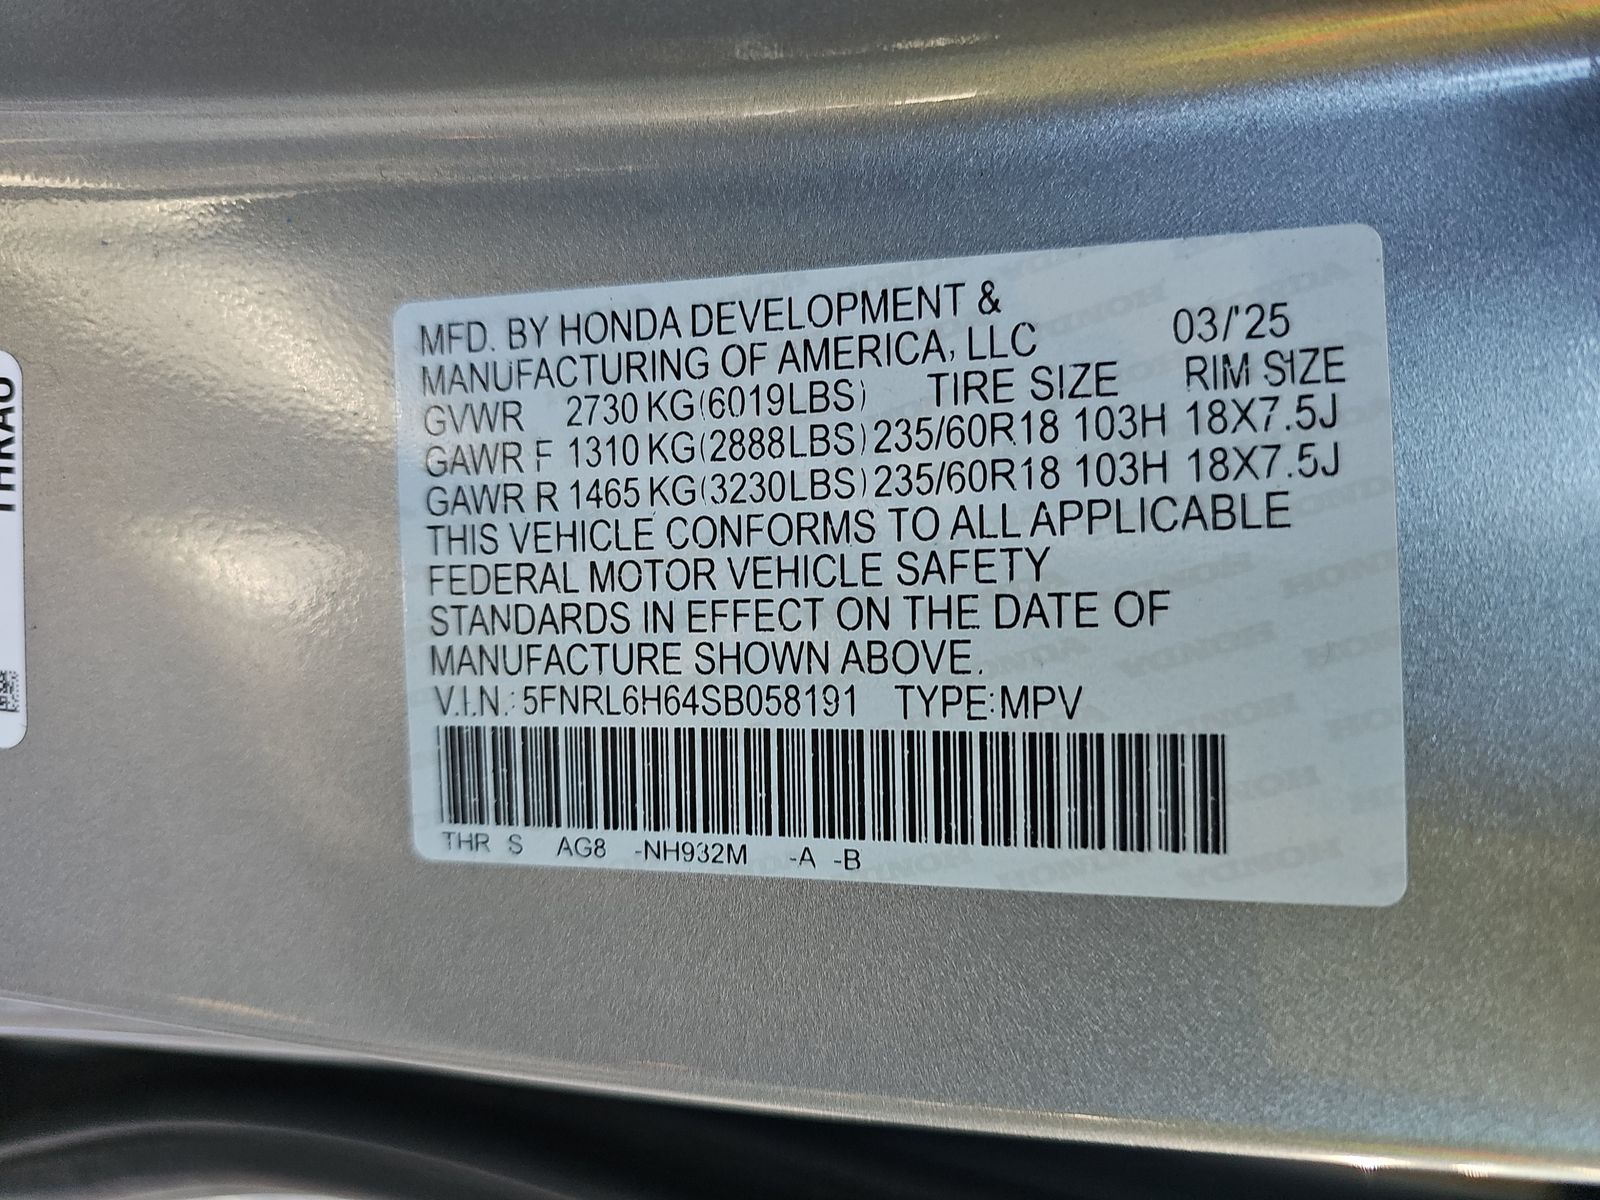 THRAU
MFD. BY HONDA DEVELOPMENT &
MANUFACTURING OF AMERICA, LLC 03/'25
GVWR 2730 KG(6019LBS) TIRE SIZE RIM SIZE
GAWR F 1310 KG(2888LBS) 235/60R18 103H 18X7.5J
GAWR R 1465 KG(3230LBS) 235/60R18 103H 18X7.5J
THIS VEHICLE CONFORMS TO ALL APPLICABLE
FEDERAL MOTOR VEHICLE SAFETY
STANDARDS IN EFFECT ON THE DATE OF
MANUFACTURE SHOWN ABOVE.
V.I.N.: 5FNRL6H64SB058191 TYPE:MPV
THR S AG8 -NH932M -A -B